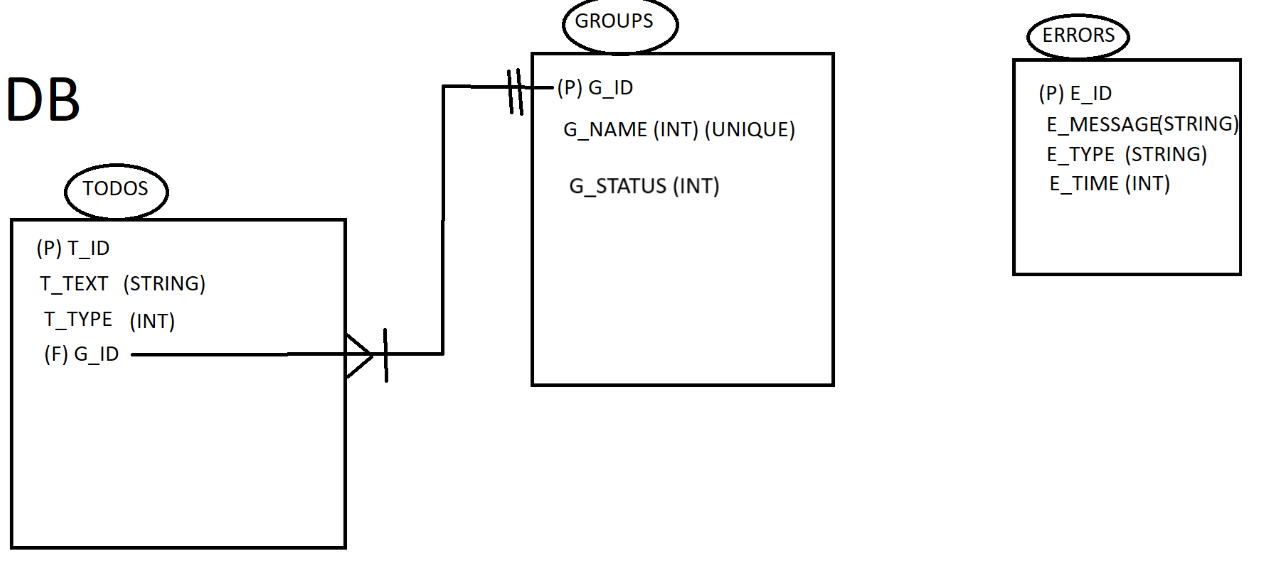 DB
TODOS
(P) T_ID
T_TEXT (STRING)
T_TYPE (INT)
(F) G_ID
GROUPS
(P) G_ID
G_NAME (INT) (UNIQUE)
G_STATUS (INT)
ERRORS
(P) E_ID
E_MESSAGE(STRING)
E_TYPE (STRING)
E_TIME (INT)